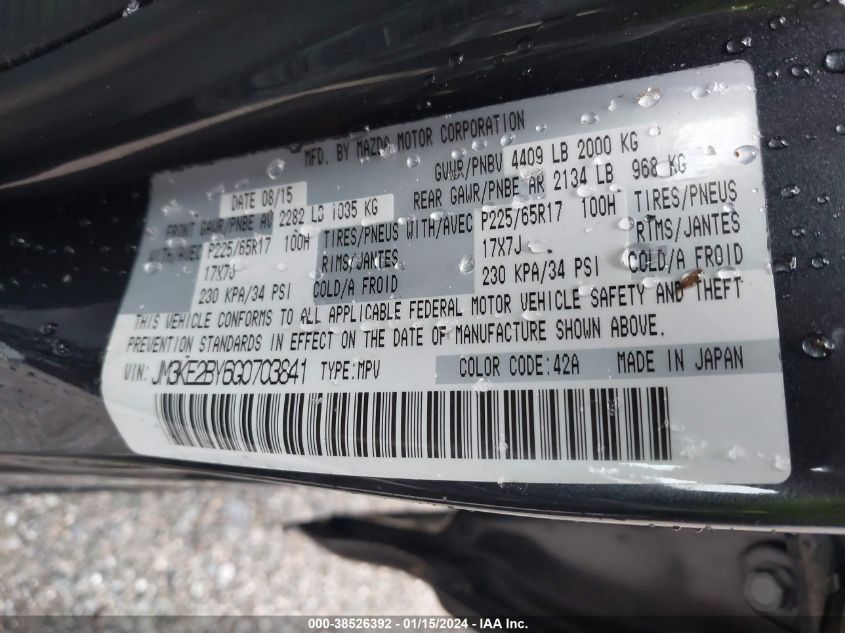 MFD. BY MAZDA MOTOR CORPORATION
DATE 08/15 GVWR/PNBV 4409 LB 2000 KG
FRONT GAWR/PNBE AV 2282 LB 1035 KG REAR GAWR/PNBE AR 2134 LB 968 KG
WITH/AVEC P225/65R17 100H TIRES/PNEUS WITH/AVEC P225/65R17 100H TIRES/PNEUS
17X7J RIMS/JANTES 17X7J RIMS/JANTES
230 KPA/34 PSI COLD/A FROID 230 KPA/34 PSI COLD/A FROID
THIS VEHICLE CONFORMS TO ALL APPLICABLE FEDERAL MOTOR VEHICLE SAFETY AND THEFT
PREVENTION STANDARDS IN EFFECT ON THE DATE OF MANUFACTURE SHOWN ABOVE.
VIN: JM3KE2BY6G0703841 TYPE:MPV COLOR CODE:42A MADE IN JAPAN
000-38526392 - 01/15/2024 - IAA Inc.